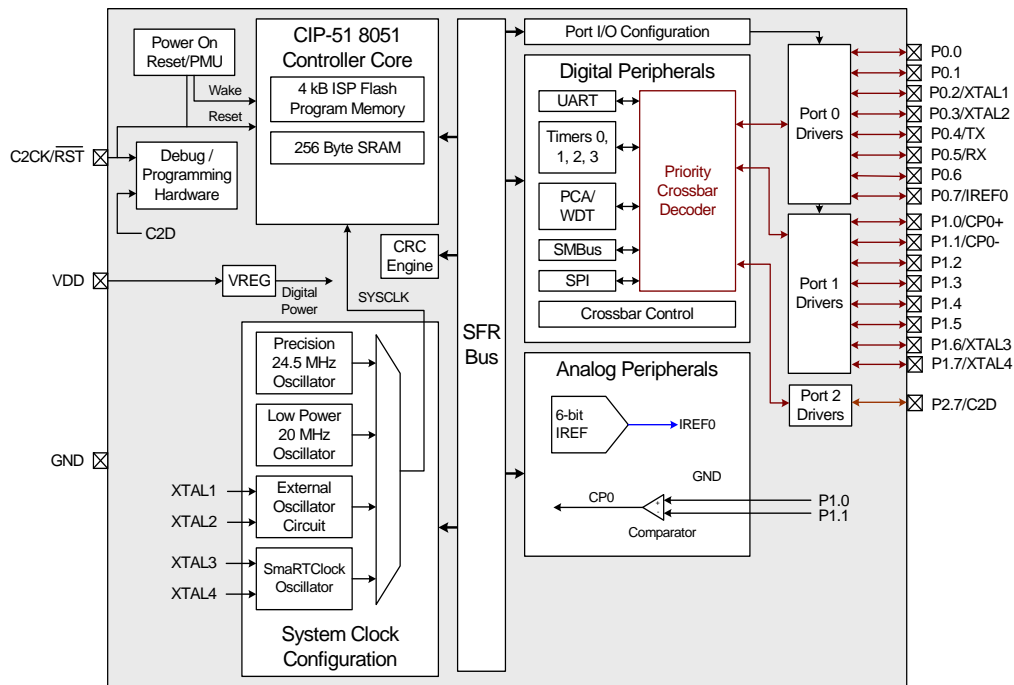 Power On
Reset/PMU
Wake
Reset
C2CK/RST
Debug /
Programming
Hardware
C2D
VDD
VREG
Digital
Power
GND
CIP-51 8051
Controller Core
4 kB ISP Flash
Program Memory
256 Byte SRAM
CRC
Engine
SYSCLK
Precision
24.5 MHz
Oscillator
Low Power
20 MHz
Oscillator
XTAL1
XTAL2
External
Oscillator
Circuit
XTAL3
XTAL4
SmaRTClock
Oscillator
System Clock
Configuration
SFR
Bus
Port I/O Configuration
Digital Peripherals
UART
Timers 0,
1, 2, 3
PCA/
WDT
SMBus
SPI
Priority
Crossbar
Decoder
Crossbar Control
Analog Peripherals
6-bit
IREF
IREF0
GND
CP0
+
-
Comparator
P1.0
P1.1
Port 0
Drivers
Port 1
Drivers
Port 2
Drivers
P0.0
P0.1
P0.2/XTAL1
P0.3/XTAL2
P0.4/TX
P0.5/RX
P0.6
P0.7/IREF0
P1.0/CP0+
P1.1/CP0-
P1.2
P1.3
P1.4
P1.5
P1.6/XTAL3
P1.7/XTAL4
P2.7/C2D